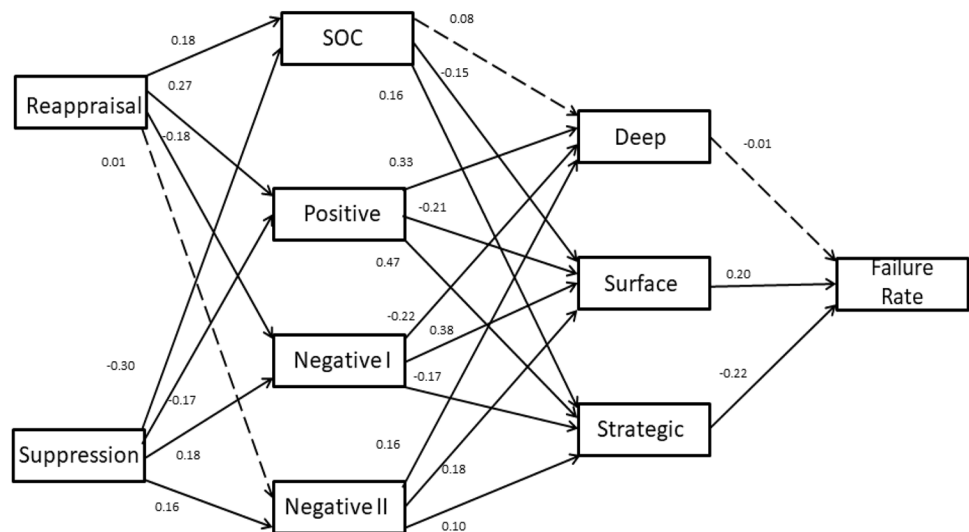 SOC
0.08
0.18
-0.15
0.27
0.16
Reappraisal
-0.18
Deep
-0.01
0.01
0.33
Positive
-0.21
0.47
Surface
0.20
Failure
Rate
-0.22
0.38
Negative I
-0.30
-0.17
-0.17
-0.22
Strategic
Suppression
0.18
0.16
0.18
0.16
Negative II
0.10